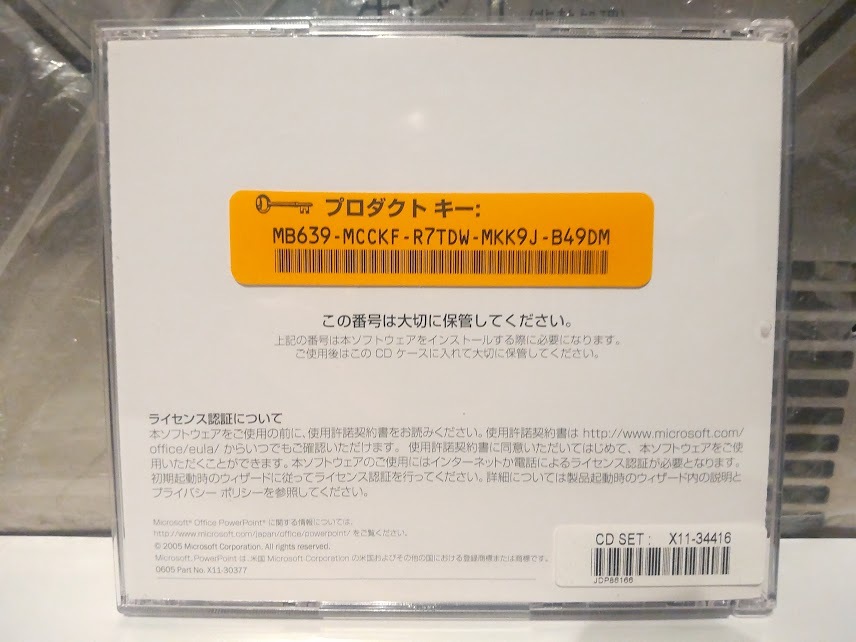 プロダクト キー:
MB639-MCCKF-R7TDW-MKK9J-B49DM
この番号は大切に保管してください。
上記の番号は本ソフトウェアをインストールする際に必要になります。
ご使用後はこの CD ケースに入れて大切に保管してください。
ライセンス認証について
本ソフトウェアをご使用の前に、使用許諾契約書をお読みください。使用許諾契約書は http://www.microsoft.com/
office/eula/ からいつでもご確認いただけます。 使用許諾契約書に同意いただいてはじめて、本ソフトウェアをご使
用いただくことができます。本ソフトウェアのご使用にはインターネットか電話によるライセンス認証が必要となります。
初期起動時のウィザードに従ってライセンス認証を行ってください。詳細については製品起動時のウィザード内の説明と
プライバシー ポリシーを参照してください。
Microsoft® Office PowerPoint® に関する情報については、
http://www.microsoft.com/japan/office/powerpoint/ をご覧ください。
© 2005 Microsoft Corporation. All rights reserved.
Microsoft, PowerPoint は、米国 Microsoft Corporation の米国およびその他の国における登録商標または商標です。
0605 Part No. X11-30377
CD SET : X11-34416
JDP88166